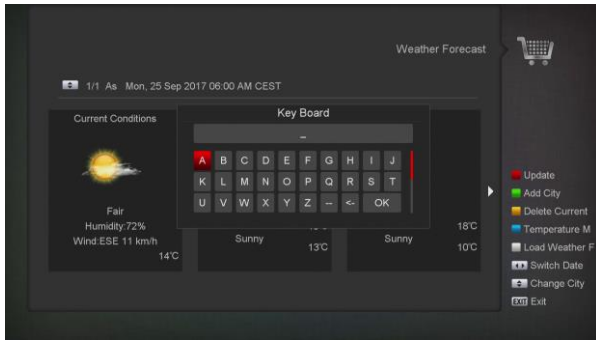 Weather Forecast
1/1 As Mon, 25 Sep 2017 06:00 AM CEST
Current Conditions
Fair
Humidity:72%
Wind:ESE 11 km/h
14°C
Key Board
_
A B C D E F G H I J
K L M N O P Q R S T
U V W X Y Z -- <- OK
Sunny
13°C
18°C
Sunny
10°C
Update
Add City
Delete Current
Temperature M
Load Weather F
Switch Date
Change City
EXIT Exit